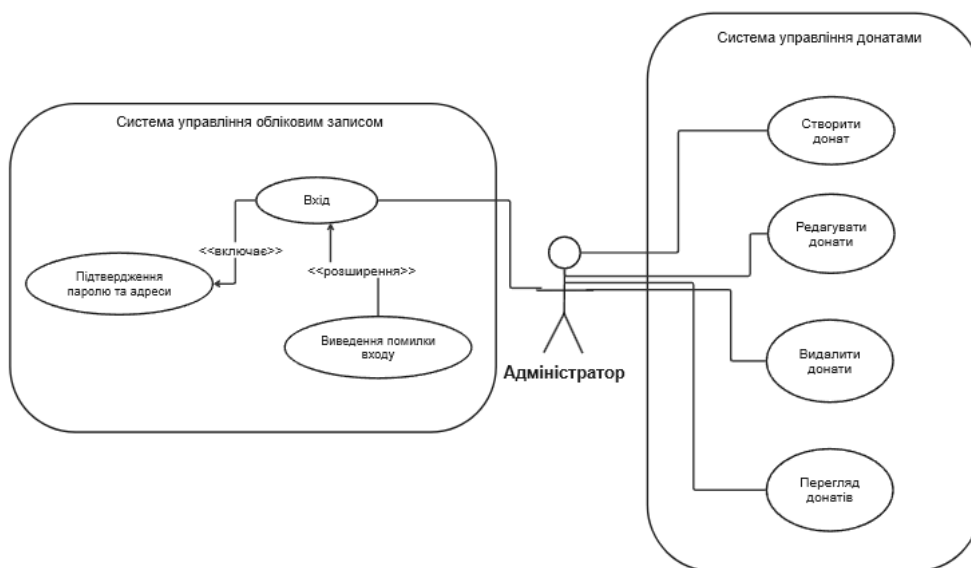 Система управління донатами
Створити
донат
Редагувати
донати
Видалити
донати
Перегляд
донатів
Система управління обліковим записом
Вхід
<<включає>>
<<розширення>>
Підтвердження
паролю та адреси
Виведення помилки
входу
Адміністратор